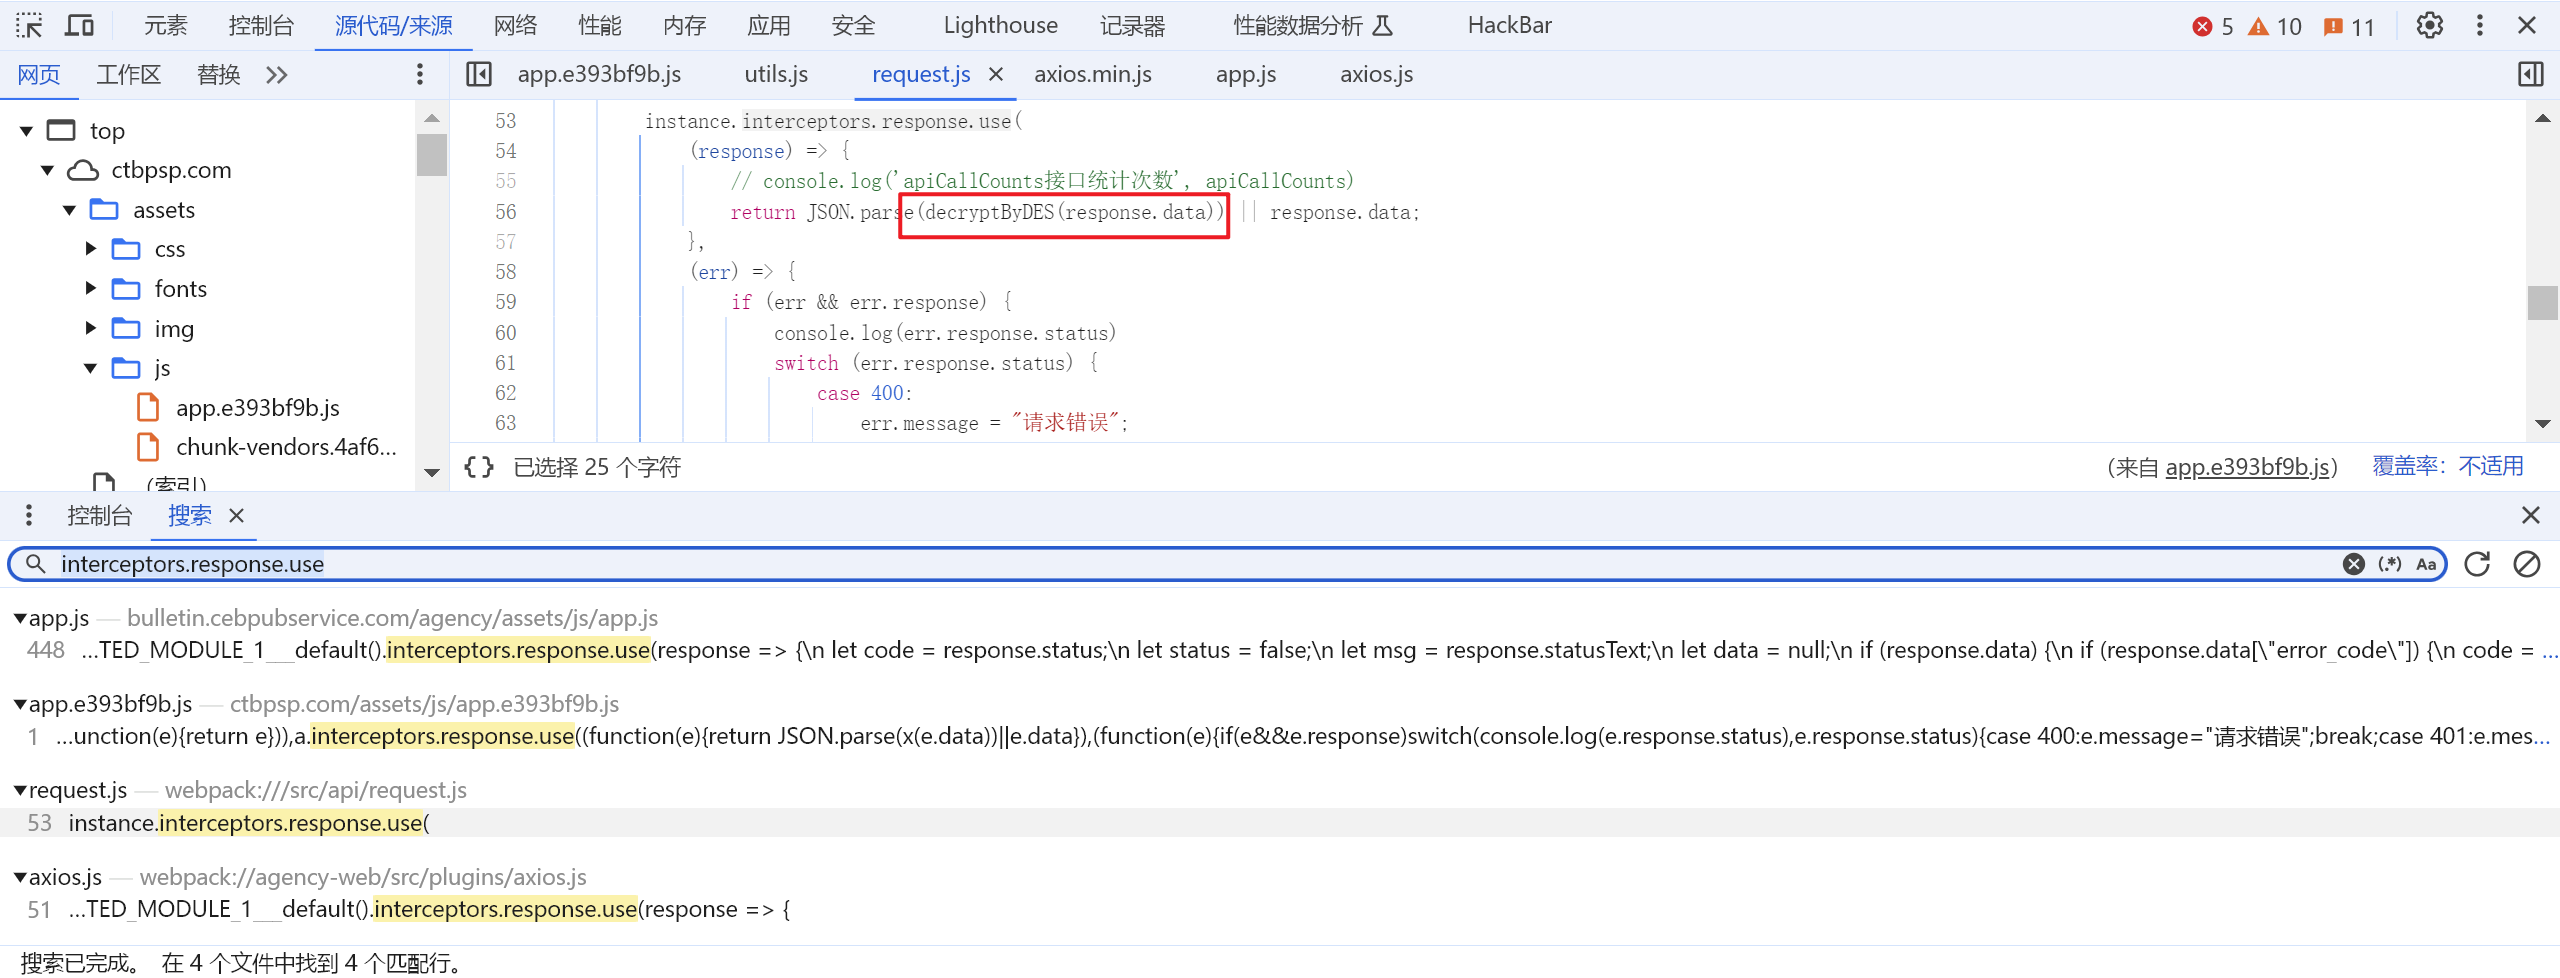 元素 控制台 源代码/来源 网络 性能 内存 应用 安全 Lighthouse 记录器 性能数据分析 HackBar 5 10 11
网页 工作区 替换 app.e393bf9b.js utils.js request.js axios.min.js app.js axios.js
top
ctbpsp.com
assets
css
fonts
img
js
app.e393bf9b.js
chunk-vendors.4af6...
（索引）
53 instance.interceptors.response.use(
54 (response) => {
55 // console.log('apiCallCounts接口统计次数', apiCallCounts)
56 return JSON.parse(decryptByDES(response.data)) || response.data;
57 },
58 (err) => {
59 if (err && err.response) {
60 console.log(err.response.status)
61 switch (err.response.status) {
62 case 400:
63 err.message = "请求错误";
{} 已选择 25 个字符 （来自 app.e393bf9b.js） 覆盖率：不适用
控制台 搜索
interceptors.response.use (.*) Aa
app.js — bulletin.cebpubservice.com/agency/assets/js/app.js
448 ...TED_MODULE_1__default().interceptors.response.use(response => {\n let code = response.status;\n let status = false;\n let msg = response.statusText;\n let data = null;\n if (response.data) {\n if (response.data[\"error_code\"]) {\n code = ...
app.e393bf9b.js — ctbpsp.com/assets/js/app.e393bf9b.js
1 ...unction(e){return e})),a.interceptors.response.use((function(e){return JSON.parse(x(e.data))||e.data}),(function(e){if(e&&e.response)switch(console.log(e.response.status),e.response.status){case 400:e.message="请求错误";break;case 401:e.mes...
request.js — webpack:///src/api/request.js
53 instance.interceptors.response.use(
axios.js — webpack://agency-web/src/plugins/axios.js
51 ...TED_MODULE_1__default().interceptors.response.use(response => {
搜索已完成。 在 4 个文件中找到 4 个匹配行。